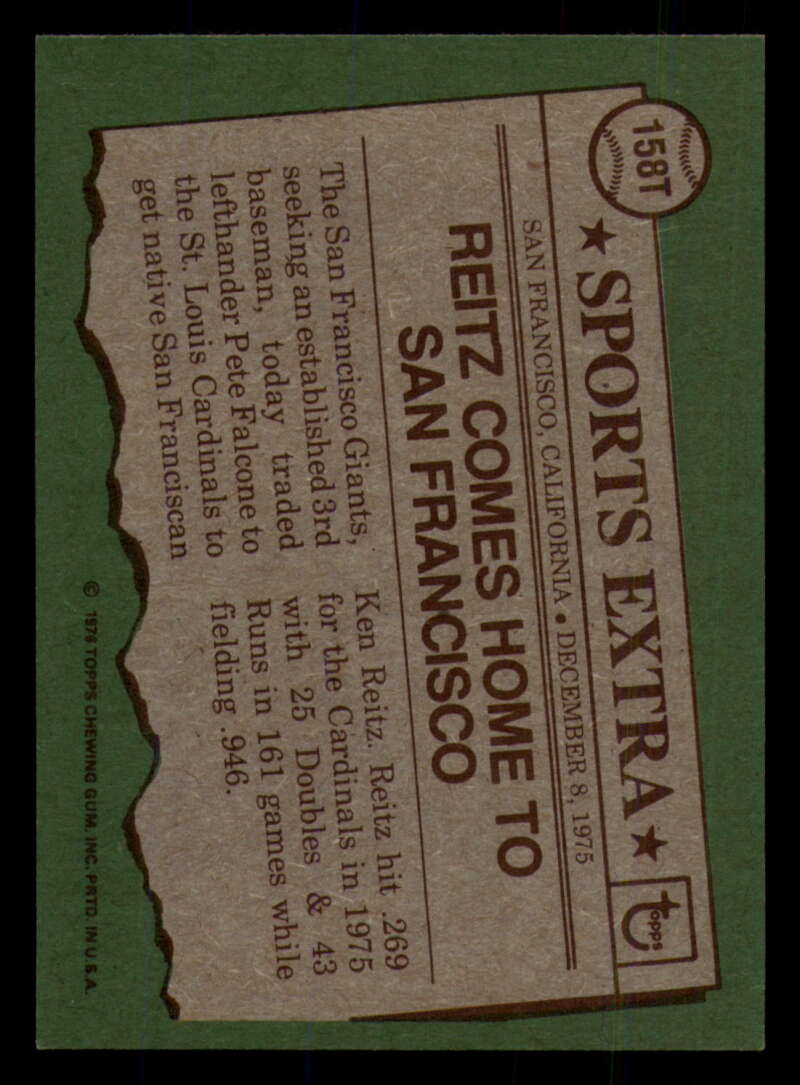 158T
★ SPORTS EXTRA ★
topps
SAN FRANCISCO, CALIFORNIA • DECEMBER 8, 1975
REITZ COMES HOME TO
SAN FRANCISCO
The San Francisco Giants,
seeking an established 3rd
baseman, today traded
lefthander Pete Falcone to
the St. Louis Cardinals to
get native San Franciscan
Ken Reitz. Reitz hit .269
for the Cardinals in 1975
with 25 Doubles & 43
Runs in 161 games while
fielding .946.
© 1976 TOPPS CHEWING GUM, INC. PRTD. IN U.S.A.